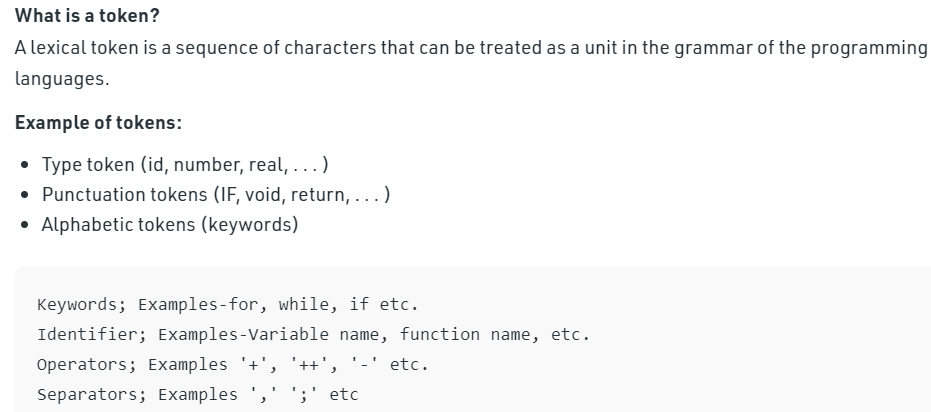 What is a token?
A lexical token is a sequence of characters that can be treated as a unit in the grammar of the programming
languages.
Example of tokens:
• Type token (id, number, real, . . . )
• Punctuation tokens (IF, void, return, . . . )
• Alphabetic tokens (keywords)
Keywords; Examples-for, while, if etc.
Identifier; Examples-Variable name, function name, etc.
Operators; Examples '+', '++', '-' etc.
Separators; Examples ',' ';' etc